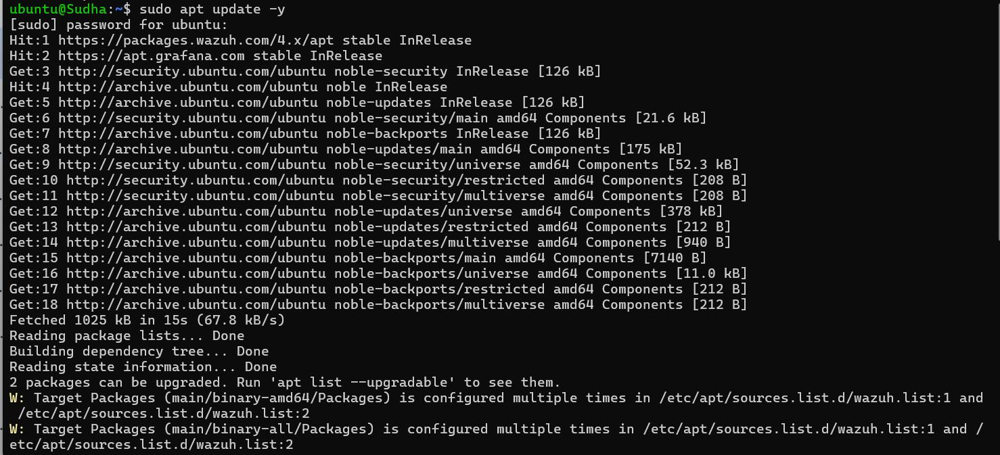 ubuntu@Sudha:~$ sudo apt update -y
[sudo] password for ubuntu:
Hit:1 https://packages.wazuh.com/4.x/apt stable InRelease
Hit:2 https://apt.grafana.com stable InRelease
Get:3 http://security.ubuntu.com/ubuntu noble-security InRelease [126 kB]
Hit:4 http://archive.ubuntu.com/ubuntu noble InRelease
Get:5 http://archive.ubuntu.com/ubuntu noble-updates InRelease [126 kB]
Get:6 http://security.ubuntu.com/ubuntu noble-security/main amd64 Components [21.6 kB]
Get:7 http://archive.ubuntu.com/ubuntu noble-backports InRelease [126 kB]
Get:8 http://archive.ubuntu.com/ubuntu noble-updates/main amd64 Components [175 kB]
Get:9 http://security.ubuntu.com/ubuntu noble-security/universe amd64 Components [52.3 kB]
Get:10 http://security.ubuntu.com/ubuntu noble-security/restricted amd64 Components [208 B]
Get:11 http://security.ubuntu.com/ubuntu noble-security/multiverse amd64 Components [208 B]
Get:12 http://archive.ubuntu.com/ubuntu noble-updates/universe amd64 Components [378 kB]
Get:13 http://archive.ubuntu.com/ubuntu noble-updates/restricted amd64 Components [212 B]
Get:14 http://archive.ubuntu.com/ubuntu noble-updates/multiverse amd64 Components [940 B]
Get:15 http://archive.ubuntu.com/ubuntu noble-backports/main amd64 Components [7140 B]
Get:16 http://archive.ubuntu.com/ubuntu noble-backports/universe amd64 Components [11.0 kB]
Get:17 http://archive.ubuntu.com/ubuntu noble-backports/restricted amd64 Components [212 B]
Get:18 http://archive.ubuntu.com/ubuntu noble-backports/multiverse amd64 Components [212 B]
Fetched 1025 kB in 15s (67.8 kB/s)
Reading package lists... Done
Building dependency tree... Done
Reading state information... Done
2 packages can be upgraded. Run 'apt list --upgradable' to see them.
W: Target Packages (main/binary-amd64/Packages) is configured multiple times in /etc/apt/sources.list.d/wazuh.list:1 and
 /etc/apt/sources.list.d/wazuh.list:2
W: Target Packages (main/binary-all/Packages) is configured multiple times in /etc/apt/sources.list.d/wazuh.list:1 and /
etc/apt/sources.list.d/wazuh.list:2